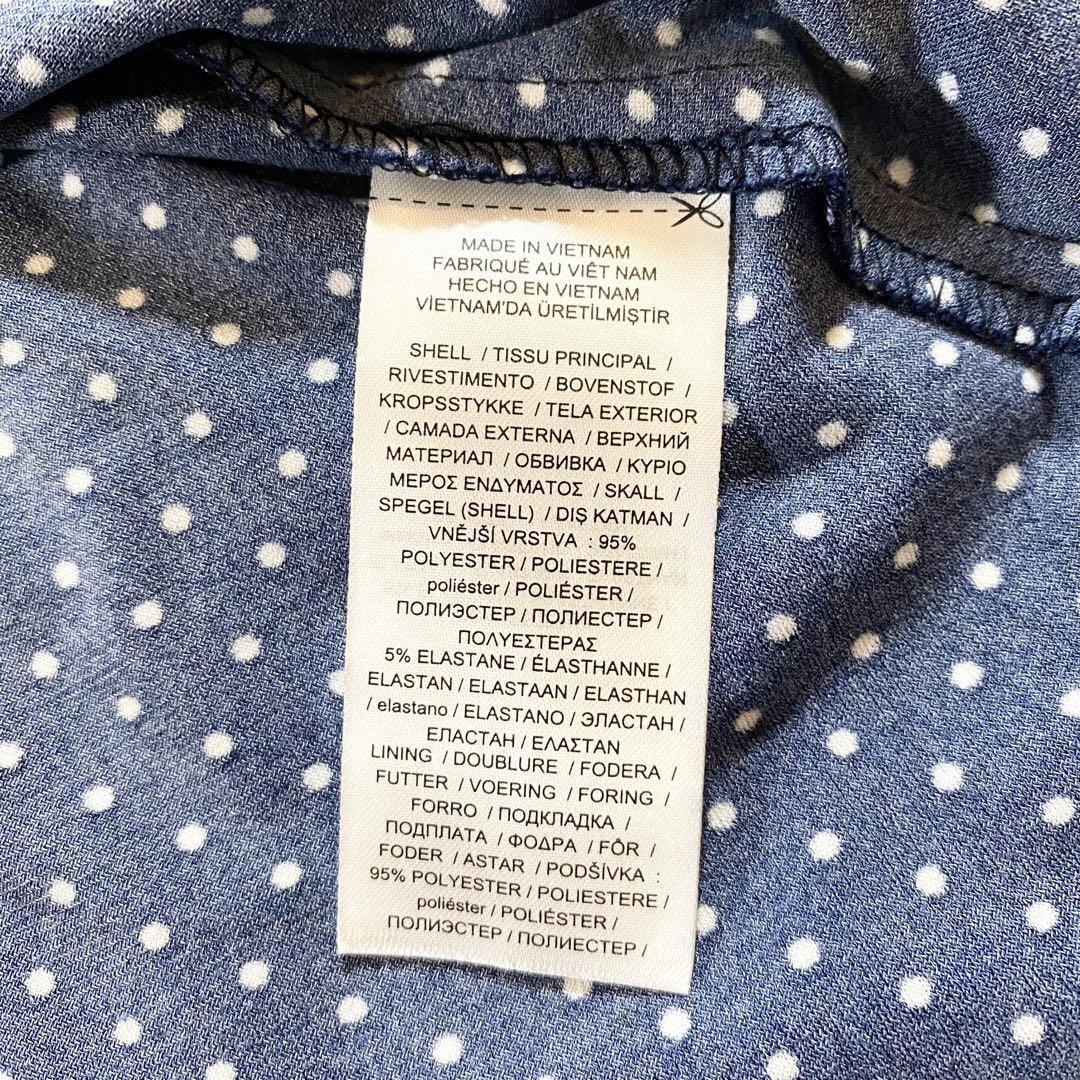 MADE IN VIETNAM
FABRIQUÉ AU VIÊT NAM
HECHO EN VIETNAM
VİETNAM'DA ÜRETİLMİŞTİR
SHELL / TISSU PRINCIPAL /
RIVESTIMENTO / BOVENSTOF /
KROPSSTYKKE / TELA EXTERIOR
/ CAMADA EXTERNA / ВЕРХНИЙ
МАТЕРИАЛ / ОБВИВКА / ΚΥΡΙΟ
ΜΕΡΟΣ ΕΝΔΥΜΑΤΟΣ / SKALL /
SPEGEL (SHELL) / DIŞ KATMAN /
VNĚJŠÍ VRSTVA : 95%
POLYESTER / POLIESTERE /
poliéster / POLIÉSTER /
ПОЛИЭСТЕР / ПОЛИЕСТЕР /
ΠΟΛΥΕΣΤΕΡΑΣ
5% ELASTANE / ÉLASTHANNE /
ELASTAN / ELASTAAN / ELASTHAN
/ elastano / ELASTANO / ЭЛАСТАН /
ЕЛАСТАН / ΕΛΑΣΤΑΝ
LINING / DOUBLURE / FODERA /
FUTTER / VOERING / FORING /
FORRO / ПОДКЛАДКА /
ПОДПЛАТА / ΦΟΔΡΑ / FÔR /
FODER / ASTAR / PODŠÍVKA :
95% POLYESTER / POLIESTERE /
poliéster / POLIÉSTER /
ПОЛИЭСТЕР / ПОЛИЕСТЕР /